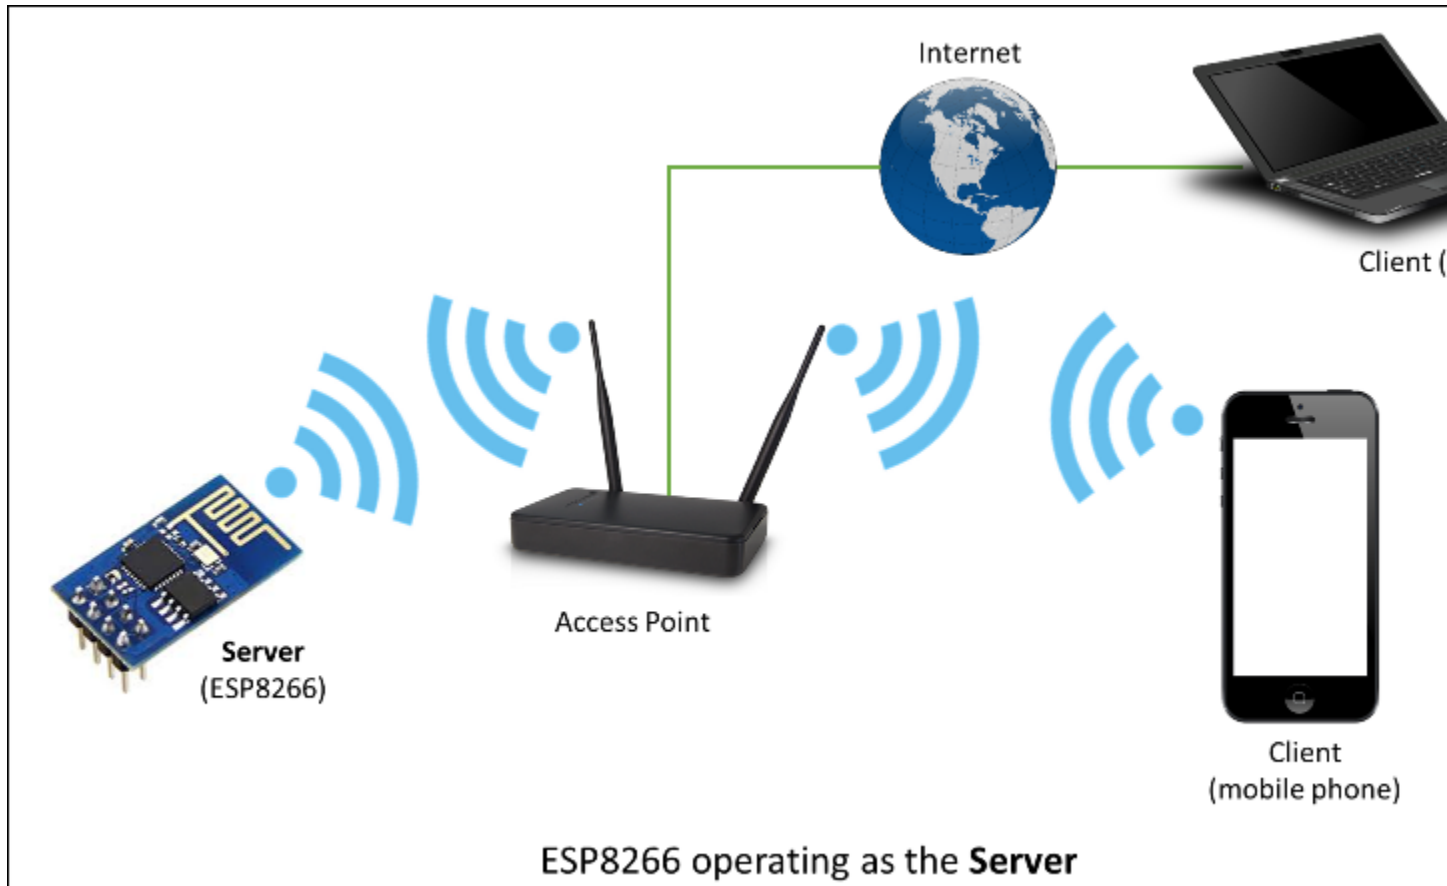 Internet
Client (
Access Point
Server
(ESP8266)
Client
(mobile phone)
ESP8266 operating as the Server